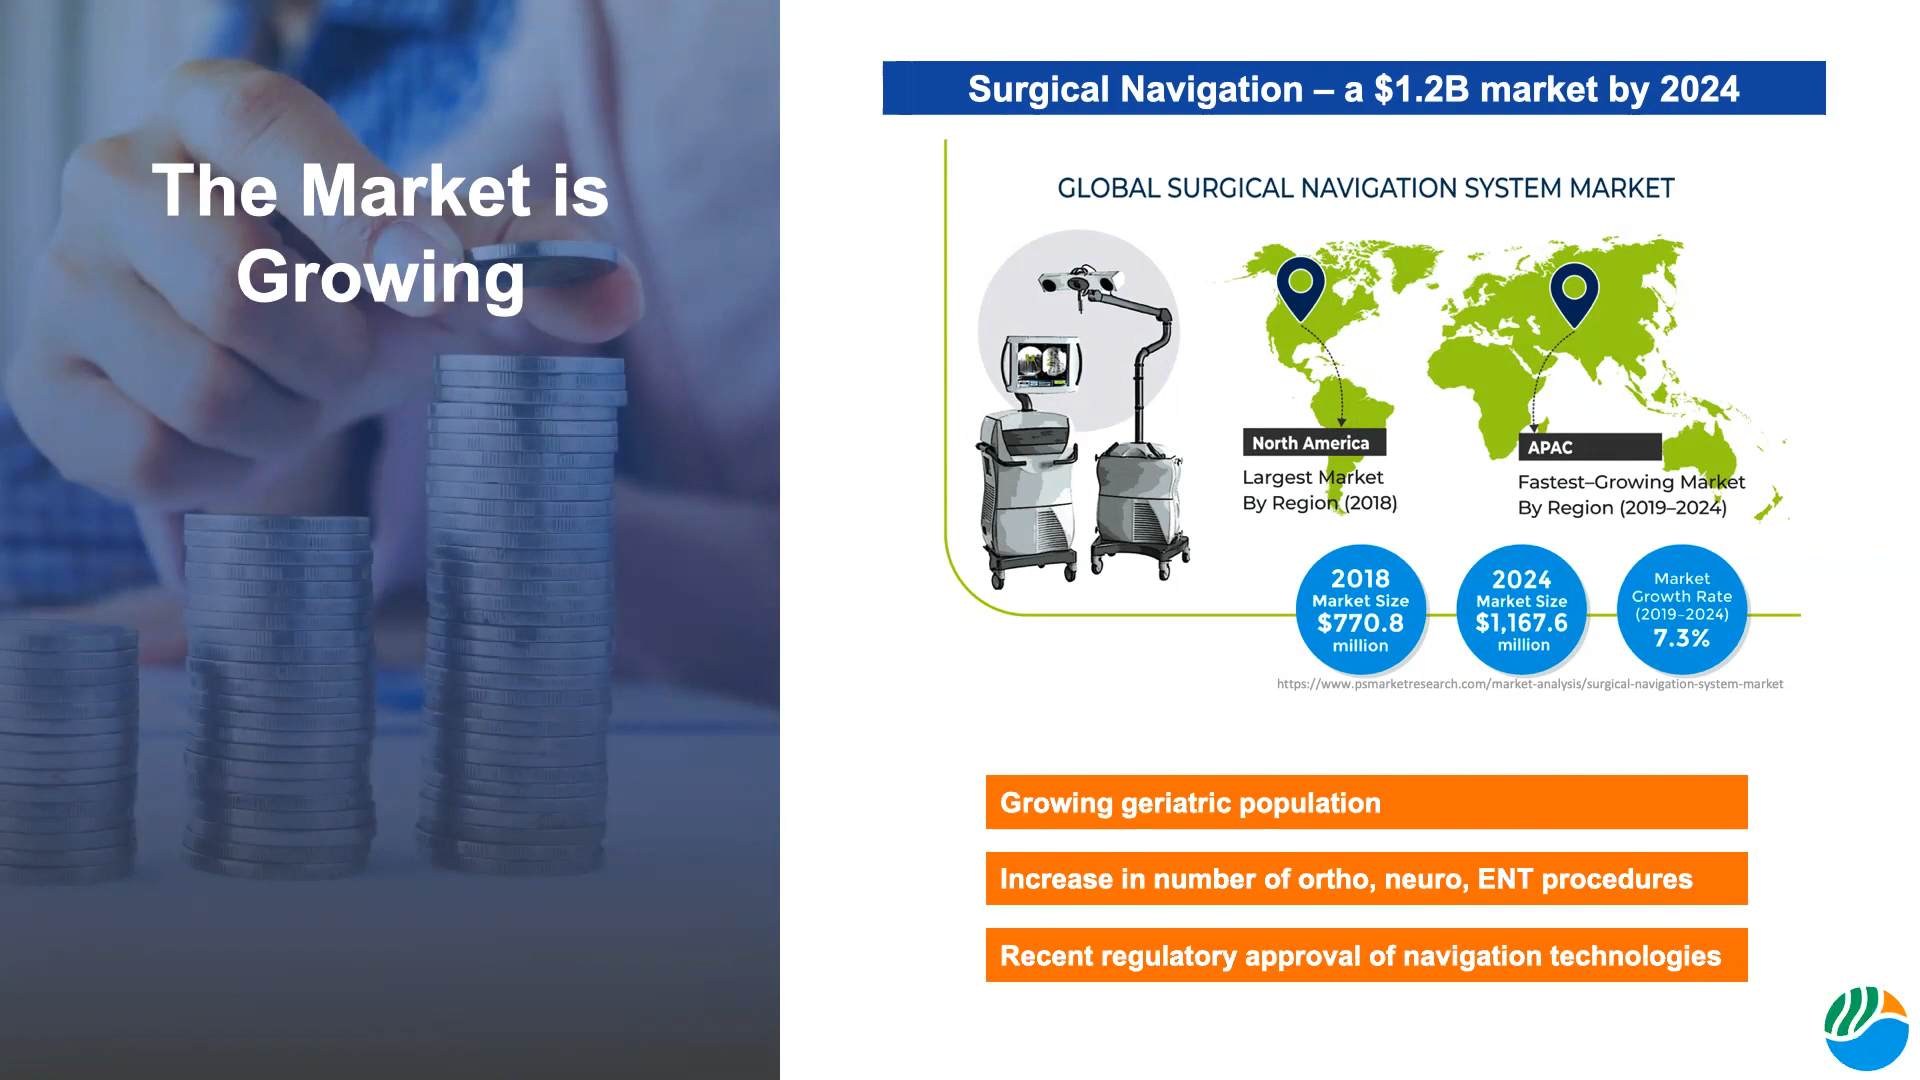 The Market is
Growing
Surgical Navigation – a $1.2B market by 2024
GLOBAL SURGICAL NAVIGATION SYSTEM MARKET
North America
Largest Market
By Region (2018)
APAC
Fastest–Growing Market
By Region (2019–2024)
2018
Market Size
$770.8
million
2024
Market Size
$1,167.6
million
Market
Growth Rate
(2019–2024)
7.3%
https://www.psmarketresearch.com/market-analysis/surgical-navigation-system-market
Growing geriatric population
Increase in number of ortho, neuro, ENT procedures
Recent regulatory approval of navigation technologies